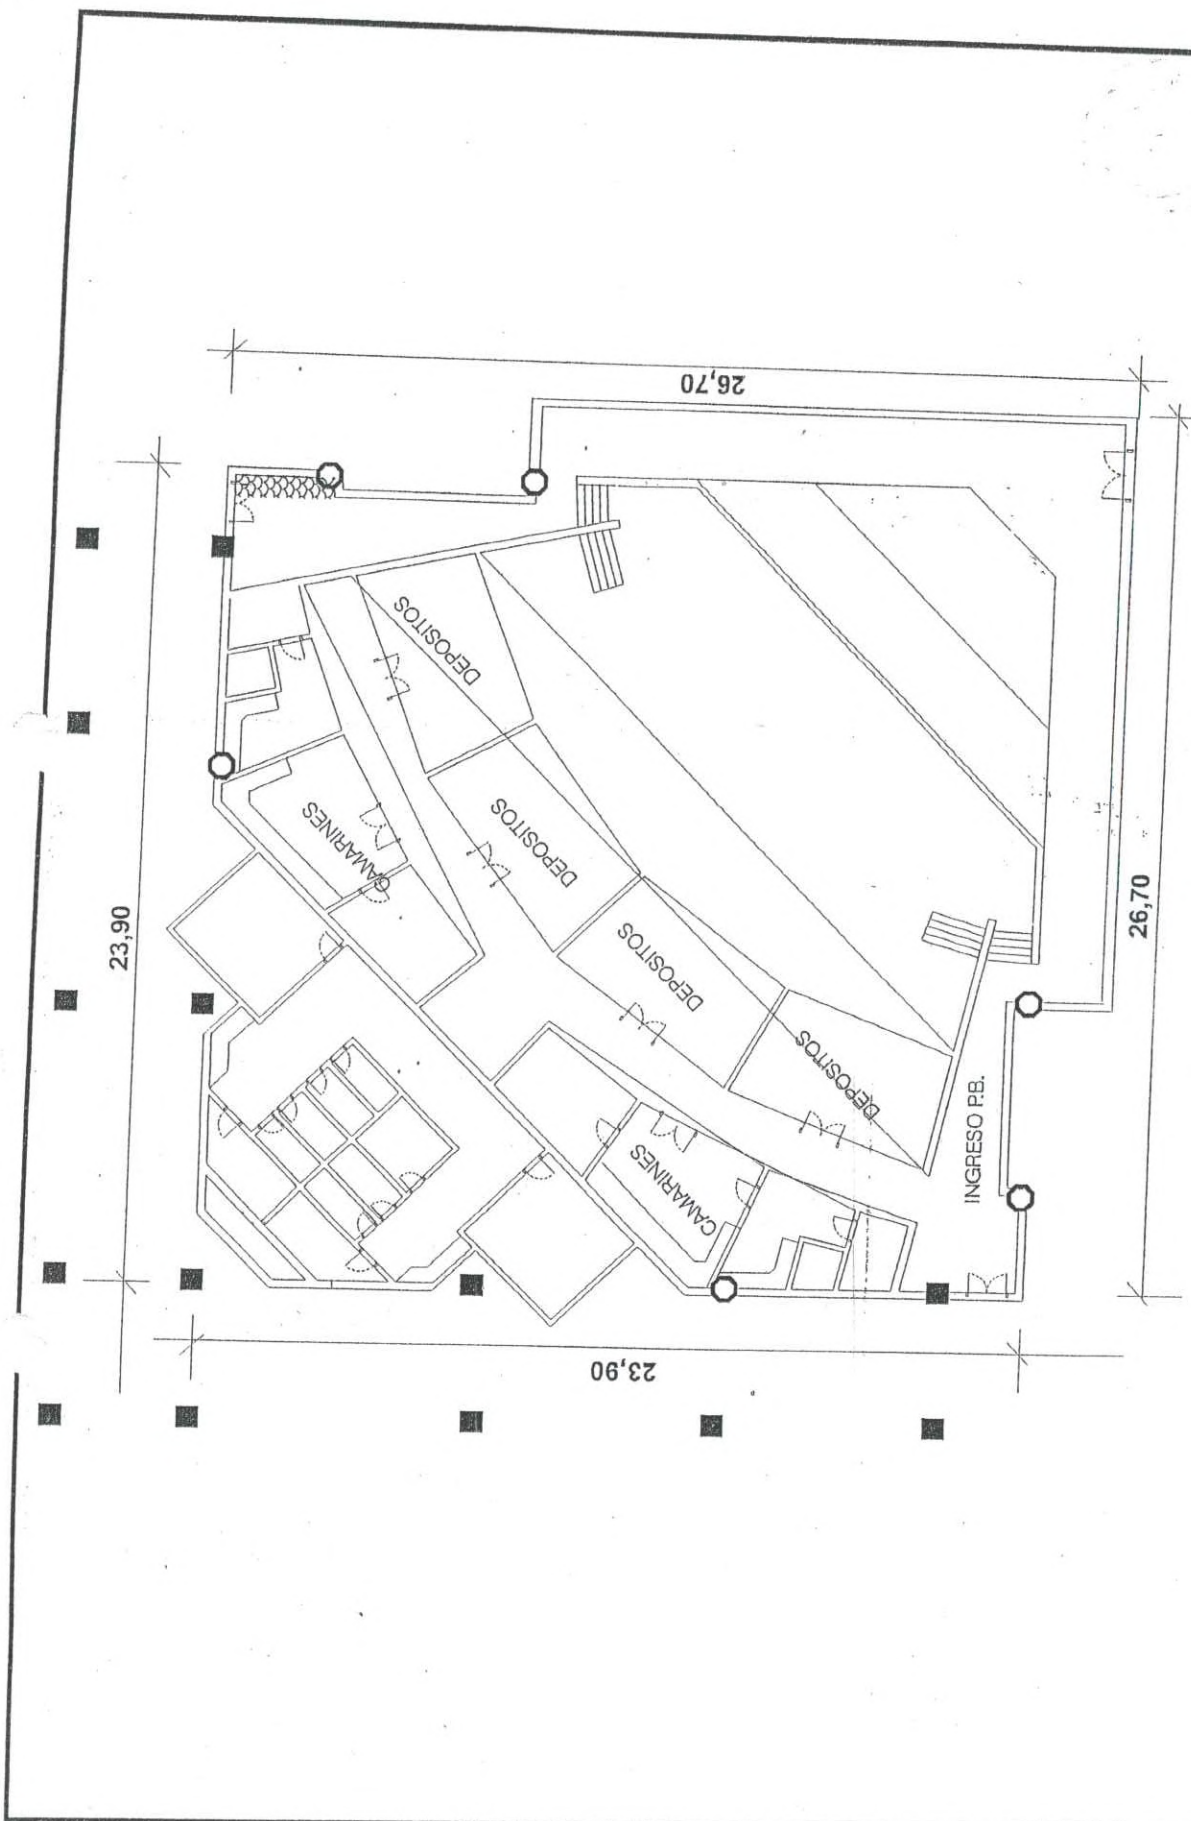 26,70
DEPOSITOS
DEPOSITOS
CAMARINES
23,90
DEPOSITOS
26,70
DEPOSITOS
INGRESO P.B.
CAMARINES
23,90